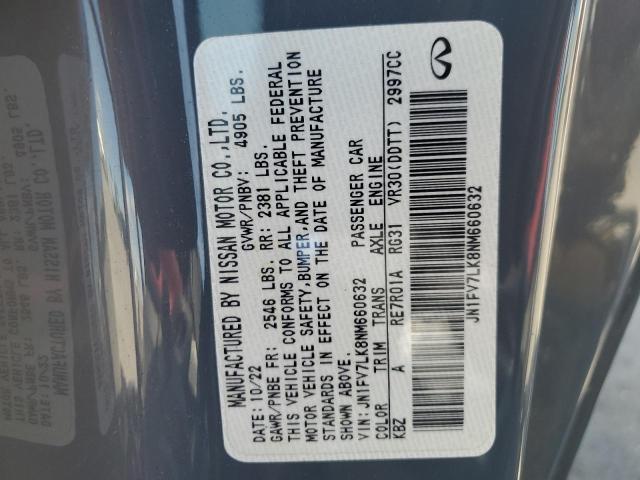 MANUFACTURED BY NISSAN MOTOR CO.,LTD.
DATE: 10/22 GVWR/PNBV: 4905 LBS.
GAWR/PNBE FR: 2546 LBS. RR: 2381 LBS.
THIS VEHICLE CONFORMS TO ALL APPLICABLE FEDERAL
MOTOR VEHICLE SAFETY, BUMPER, AND THEFT PREVENTION
STANDARDS IN EFFECT ON THE DATE OF MANUFACTURE
SHOWN ABOVE.
VIN: JN1FV7LK8NM660632 PASSENGER CAR
COLOR TRIM TRANS AXLE ENGINE
KBZ A RE7R01A RG31 VR30(DDTT) 2997CC
JN1FV7LK8NM660632